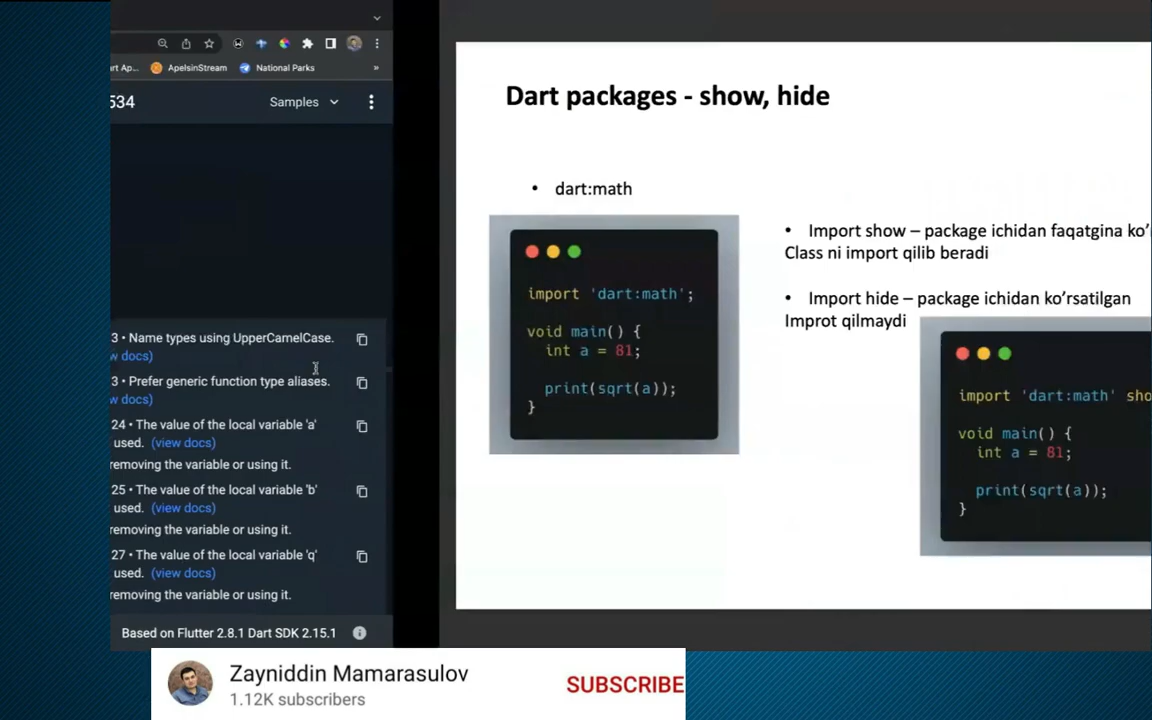 rt Ap...
ApelsinStream
National Parks
»
534
Samples
3 • Name types using UpperCamelCase.
w docs)
3 • Prefer generic function type aliases.
w docs)
24 • The value of the local variable 'a'
used. (view docs)
removing the variable or using it.
25 • The value of the local variable 'b'
used. (view docs)
removing the variable or using it.
27 • The value of the local variable 'q'
used. (view docs)
removing the variable or using it.
Based on Flutter 2.8.1 Dart SDK 2.15.1
Dart packages - show, hide
• dart:math
import 'dart:math';
void main() {
int a = 81;
print(sqrt(a));
}
• Import show – package ichidan faqatgina ko'r
Class ni import qilib beradi
• Import hide – package ichidan ko'rsatilgan
Improt qilmaydi
import 'dart:math' sho
void main() {
int a = 81;
print(sqrt(a));
}
Zayniddin Mamarasulov
1.12K subscribers
SUBSCRIBE